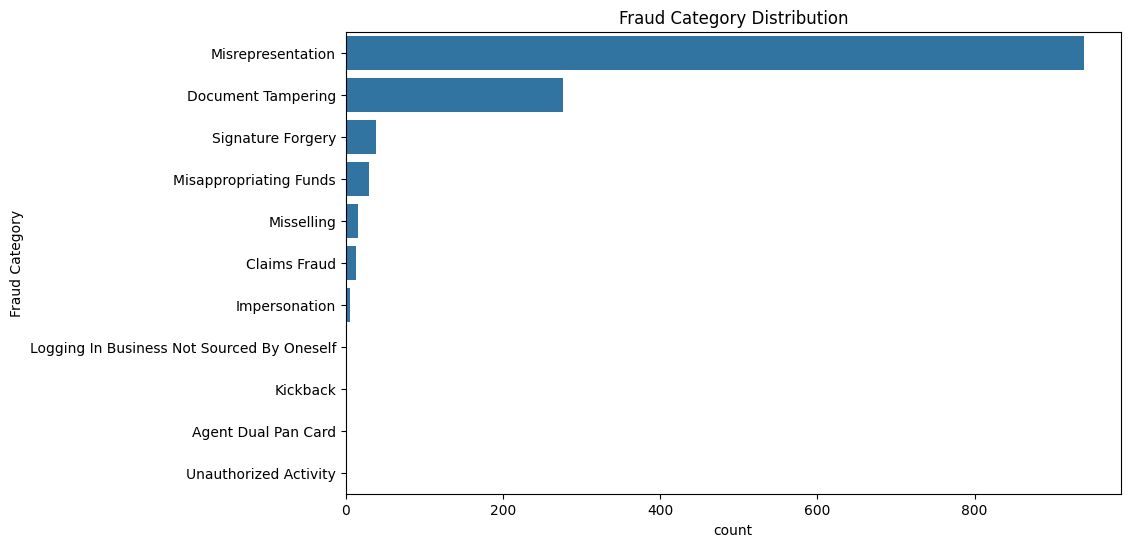 Fraud Category Distribution
Misrepresentation
Document Tampering
Signature Forgery
Misappropriating Funds
Misselling
Claims Fraud
Impersonation
Logging In Business Not Sourced By Oneself
Kickback
Agent Dual Pan Card
Unauthorized Activity
Fraud Category
0 200 400 600 800
count